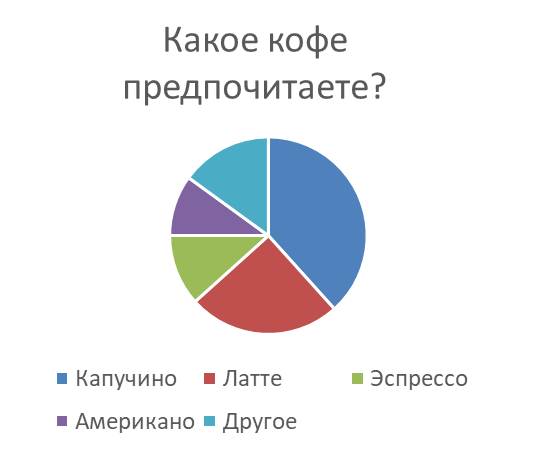 Какое кофе
предпочитаете?
Капучино Латте Эспрессо
Американо Другое